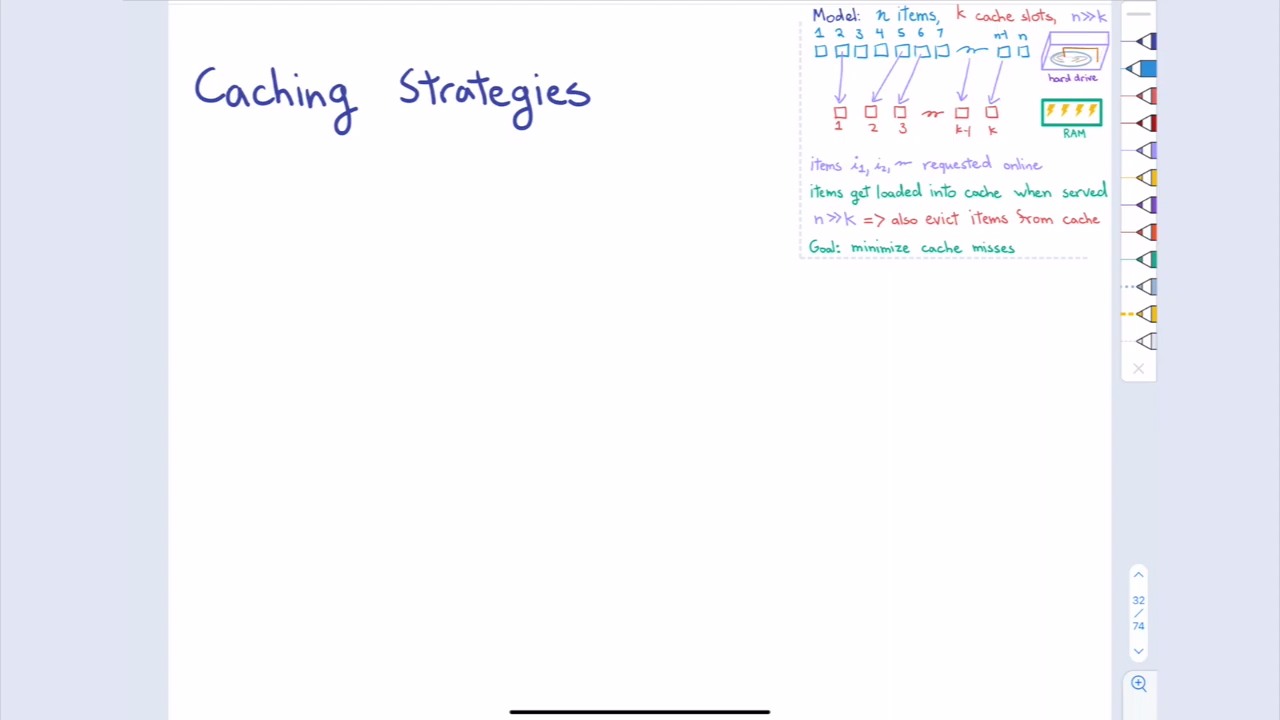 Caching Strategies
Model: n items, k cache slots, n≫k
1 2 3 4 5 6 7 n-1 n
hard drive
1 2 3 k-1 k
RAM
items i₁, i₂, ~ requested online
items get loaded into cache when served
n≫k => also evict items from cache
Goal: minimize cache misses
32
/
74